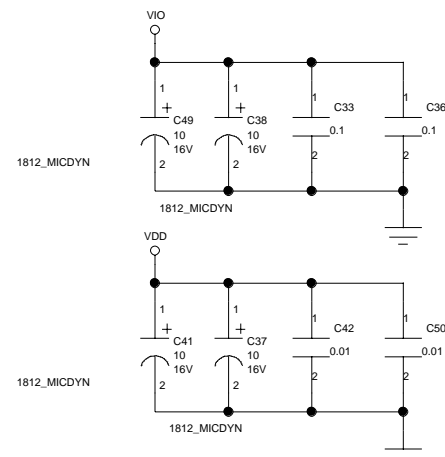 VIO
1
+
C49
10
16V
2
1812_MICDYN
1
+
C38
10
16V
2
1812_MICDYN
1
C33
0.1
2
1
C36
0.1
2
VDD
1
+
C41
10
16V
2
1812_MICDYN
1
+
C37
10
16V
2
1812_MICDYN
1
C42
0.01
2
1
C50
0.01
2